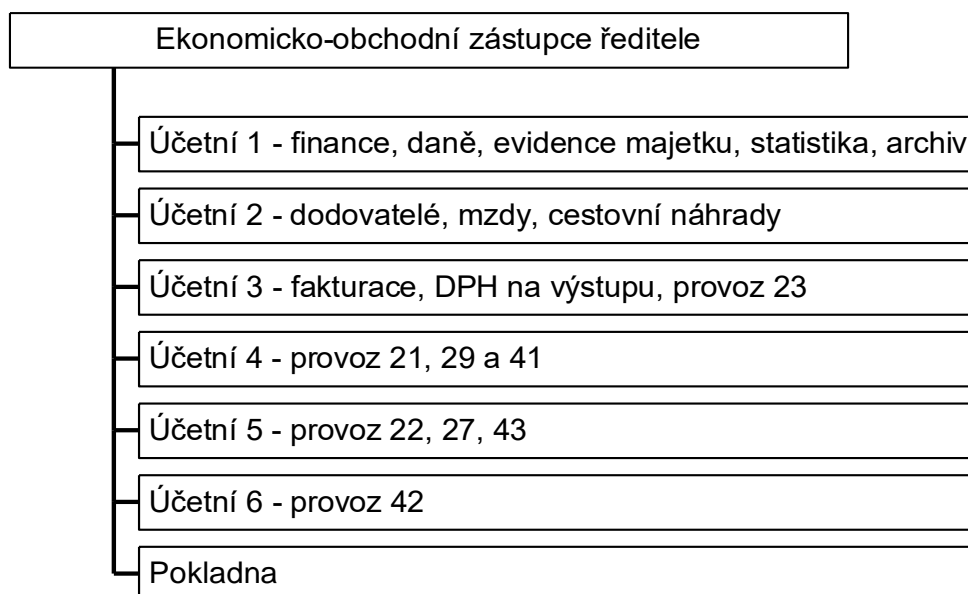 Ekonomicko-obchodní zástupce ředitele
Účetní 1 - finance, daně, evidence majetku, statistika, archiv
Účetní 2 - dodovatelé, mzdy, cestovní náhrady
Účetní 3 - fakturace, DPH na výstupu, provoz 23
Účetní 4 - provoz 21, 29 a 41
Účetní 5 - provoz 22, 27, 43
Účetní 6 - provoz 42
Pokladna